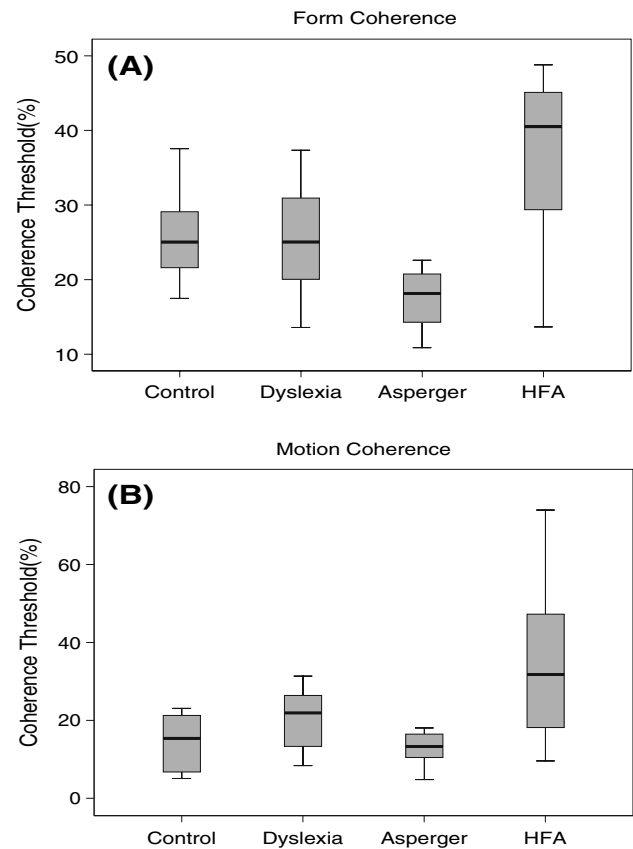 Form Coherence
(A)
Coherence Threshold(%)
50
40
30
20
10
Control Dyslexia Asperger HFA
Motion Coherence
(B)
Coherence Threshold(%)
80
60
40
20
0
Control Dyslexia Asperger HFA